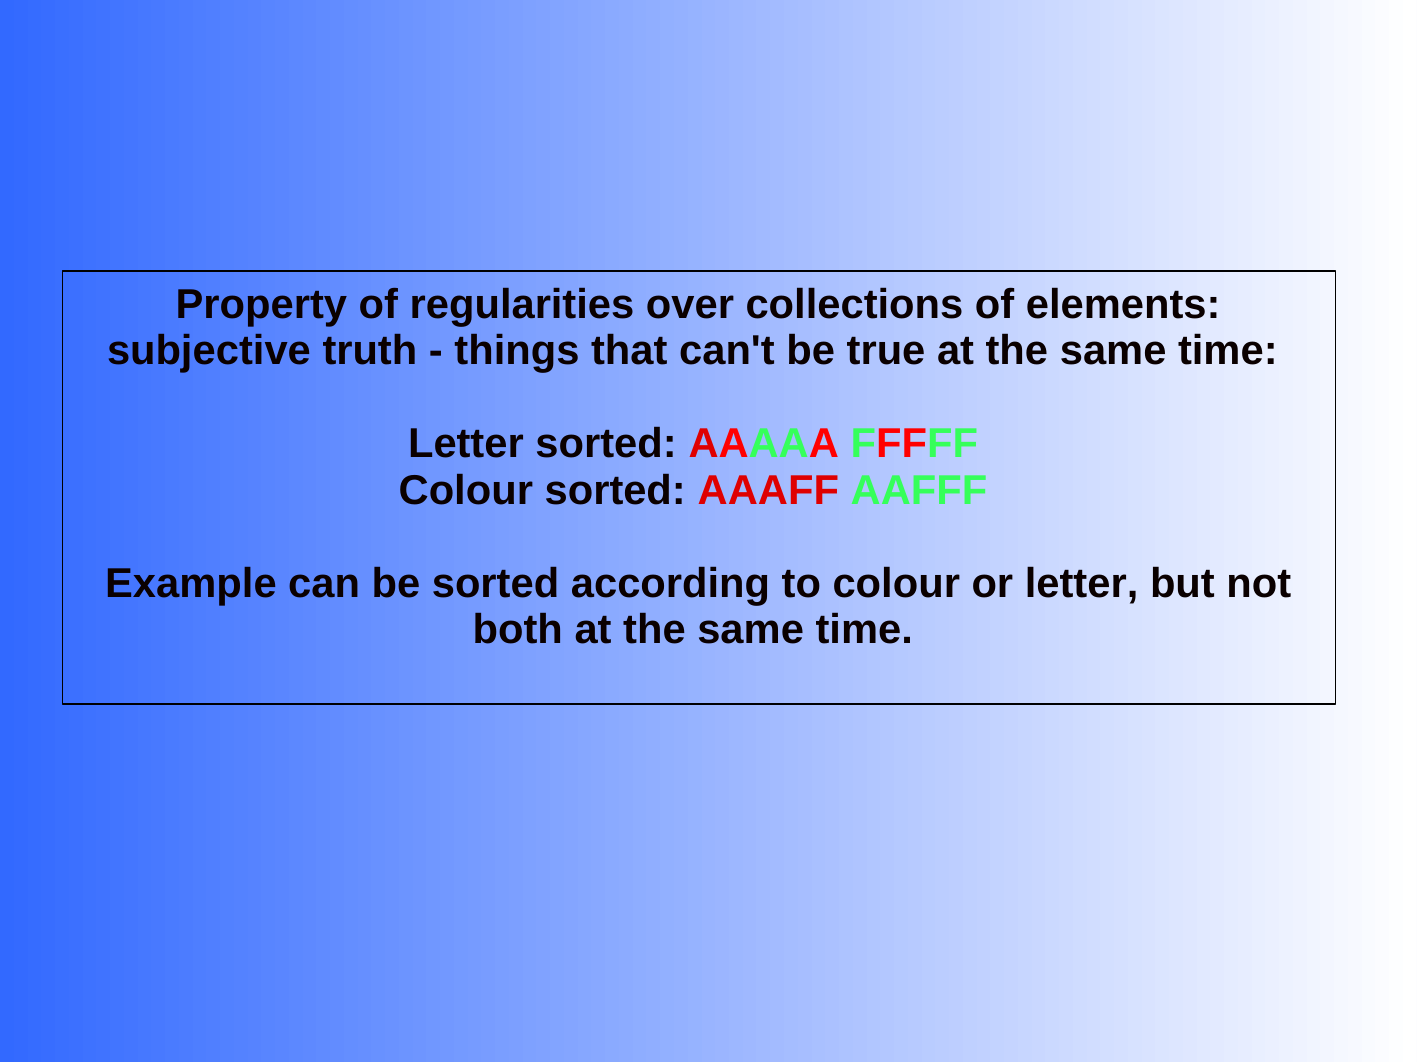 Property of regularities over collections of elements:
subjective truth - things that can't be true at the same time:
Letter sorted: AAAAA FFFFF
Colour sorted: AAAFF AAFFF
Example can be sorted according to colour or letter, but not
both at the same time.